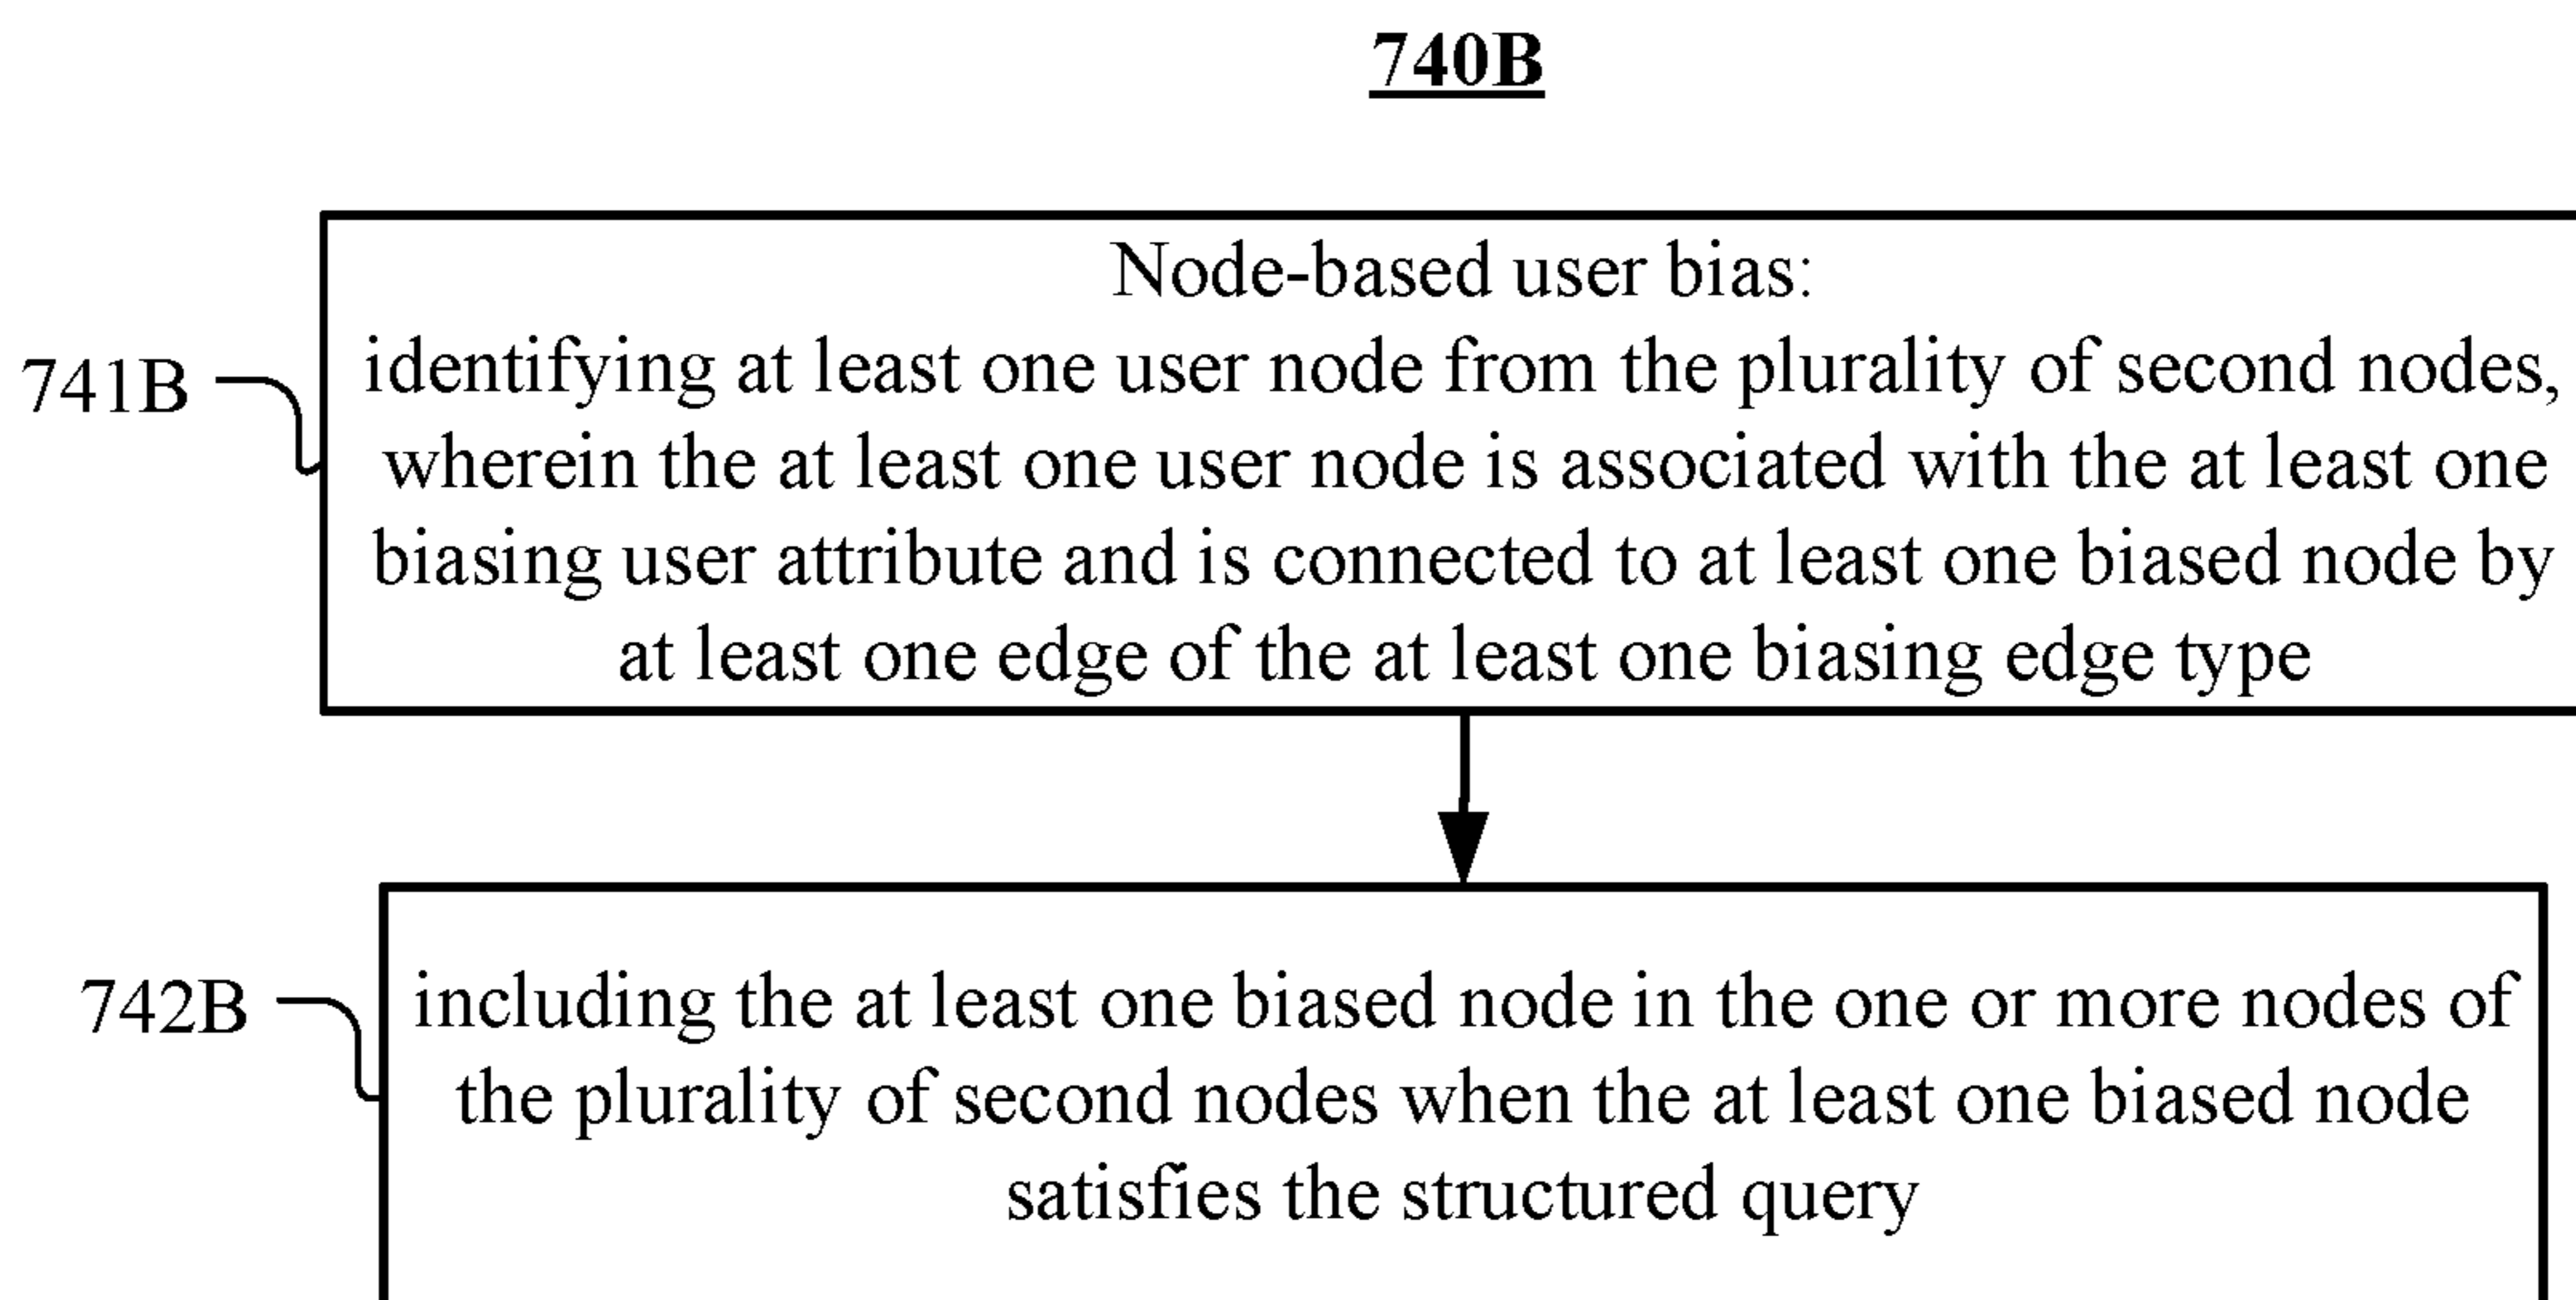 740B
Node-based user bias:
741B
identifying at least one user node from the plurality of second nodes,
wherein the at least one user node is associated with the at least one
biasing user attribute and is connected to at least one biased node by
at least one edge of the at least one biasing edge type
742B
including the at least one biased node in the one or more nodes of
the plurality of second nodes when the at least one biased node
satisfies the structured query